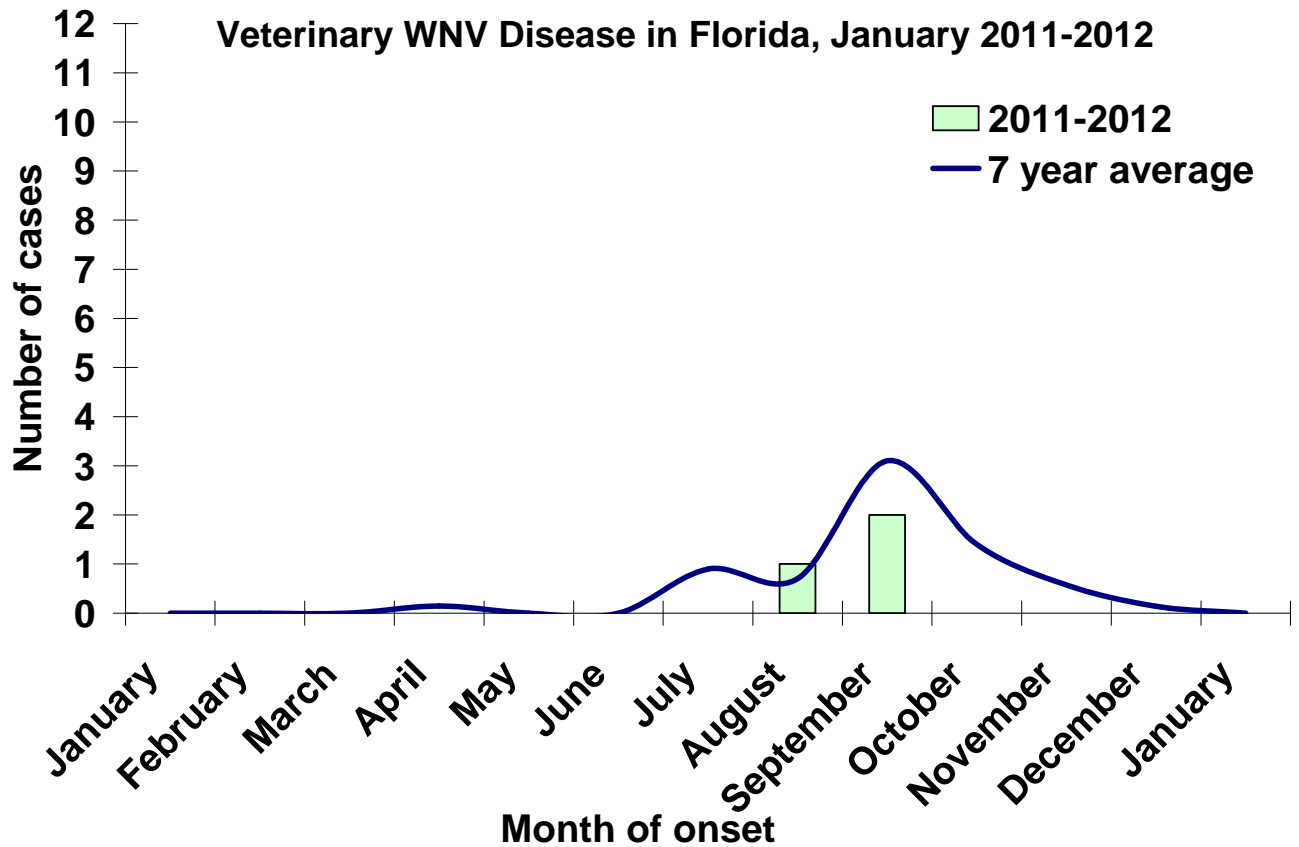 Veterinary WNV Disease in Florida, January 2011-2012
12
11
10
9
8
7
6
5
4
3
2
1
0
Number of cases
2011-2012
7 year average
January
February
March
April
May
June
July
August
September
October
November
December
January
Month of onset